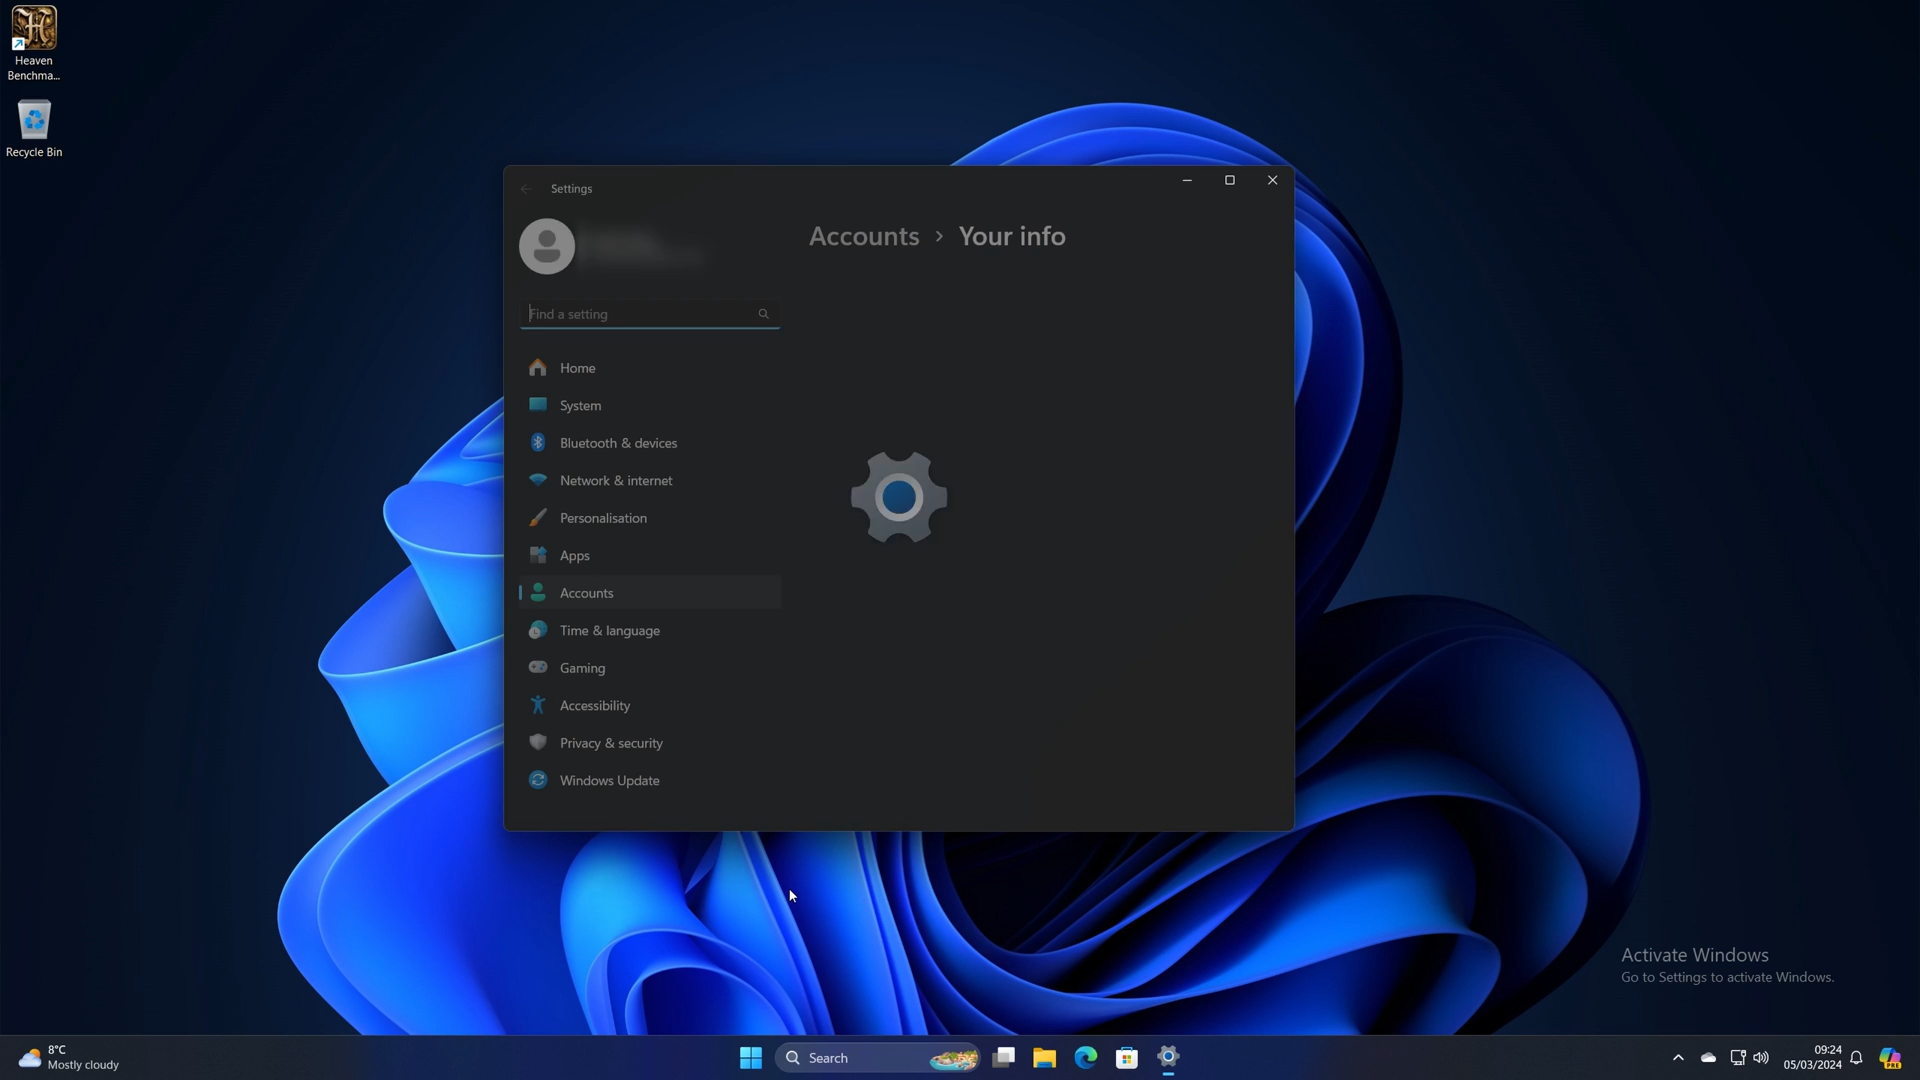 Heaven
Benchma...
Recycle Bin
Settings
Accounts › Your info
Find a setting
Home
System
Bluetooth & devices
Network & internet
Personalisation
Apps
Accounts
Time & language
Gaming
Accessibility
Privacy & security
Windows Update
Activate Windows
Go to Settings to activate Windows.
8°C
Mostly cloudy
Search
09:24
05/03/2024
PRE